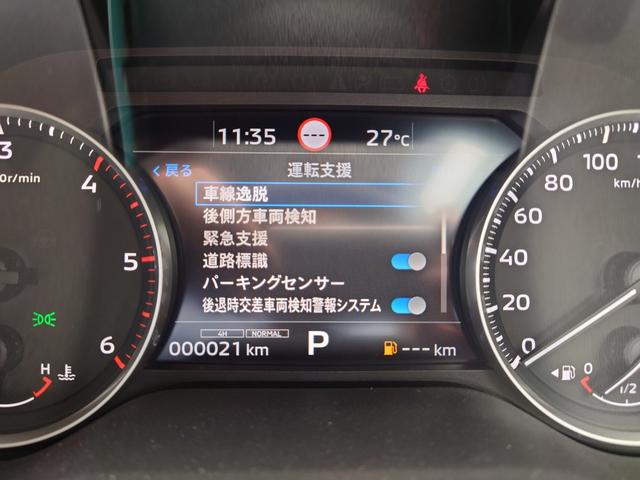 11:35 --- 27°C
< 戻る 運転支援
車線逸脱
後側方車両検知
緊急支援
道路標識
パーキングセンサー
後退時交差車両検知警報システム
4H NORMAL
000021 km P --- km
3
4
5
6
0r/min
H
100
80
60
40
20
0
km/h
0
1/2